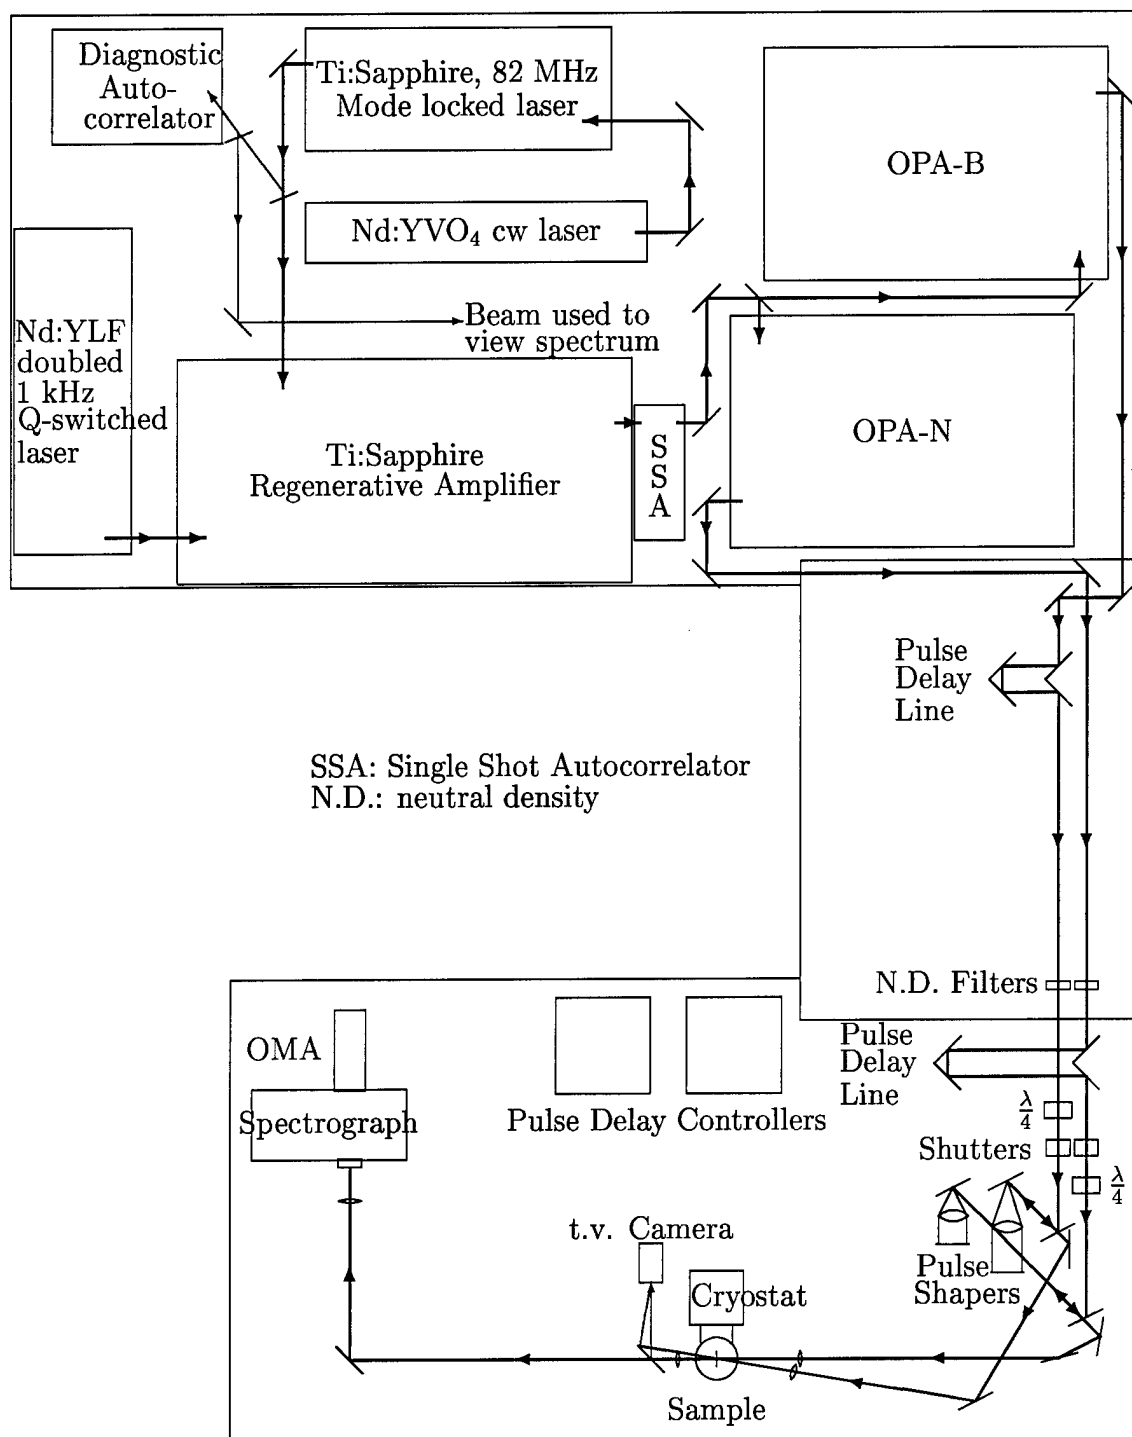 Diagnostic
Auto-
correlator
Ti:Sapphire, 82 MHz
Mode locked laser
OPA-B
Nd:YVO₄ cw laser
Nd:YLF
doubled
1 kHz
Q-switched
laser
Beam used to
view spectrum
Ti:Sapphire
Regenerative Amplifier
S
S
A
OPA-N
Pulse
Delay
Line
SSA: Single Shot Autocorrelator
N.D.: neutral density
N.D. Filters
OMA
Spectrograph
Pulse Delay Controllers
Pulse
Delay
Line
λ/4
Shutters
λ/4
t.v. Camera
Cryostat
Pulse
Shapers
Sample